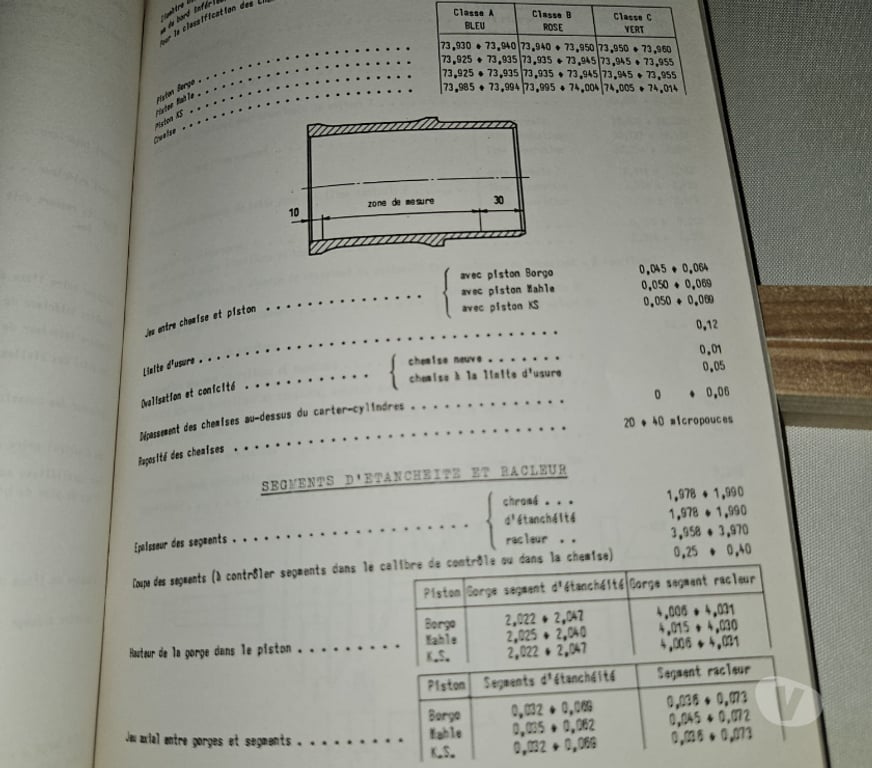 Diamètre
au bord inférieur
Pour la classification des
Classe A Classe B Classe C
BLEU ROSE VERT
Piston Borgo 73,930 + 73,940 73,940 + 73,950 73,950 + 73,960
Piston Mahle 73,925 + 73,935 73,935 + 73,945 73,945 + 73,955
Piston KS 73,925 + 73,935 73,935 + 73,945 73,945 + 73,955
Chemise 73,985 + 73,994 73,995 + 74,004 74,005 + 74,014
10 zone de mesure 30
avec piston Borgo 0,045 + 0,064
Jeu entre chemise et piston avec piston Mahle 0,050 + 0,069
avec piston KS 0,050 + 0,069
Limite d'usure 0,12
chemise neuve 0,01
Ovalisation et conicité chemise à la limite d'usure 0,05
Dépassement des chemises au-dessus du carter-cylindres 0 + 0,06
Rugosité des chemises 20 + 40 micropouces
SEGMENTS D'ETANCHEITE ET RACLEUR
chromé . . . 1,978 + 1,990
Epaisseur des segments d'étanchéité 1,978 + 1,990
racleur . . 3,958 + 3,970
Coupe des segments (à contrôler segments dans le calibre de contrôle ou dans la chemise) 0,25 + 0,40
Piston Gorge segment d'étanchéité Gorge segment racleur
Borgo 2,022 + 2,047 4,006 + 4,031
Mahle 2,025 + 2,040 4,015 + 4,030
Hauteur de la gorge dans le piston K.S. 2,022 + 2,047 4,006 + 4,031
Piston Segments d'étanchéité Segment racleur
Borgo 0,032 + 0,069 0,036 + 0,073
Mahle 0,035 + 0,062 0,045 + 0,072
Jeu axial entre gorges et segments K.S. 0,032 + 0,069 0,036 + 0,073
V